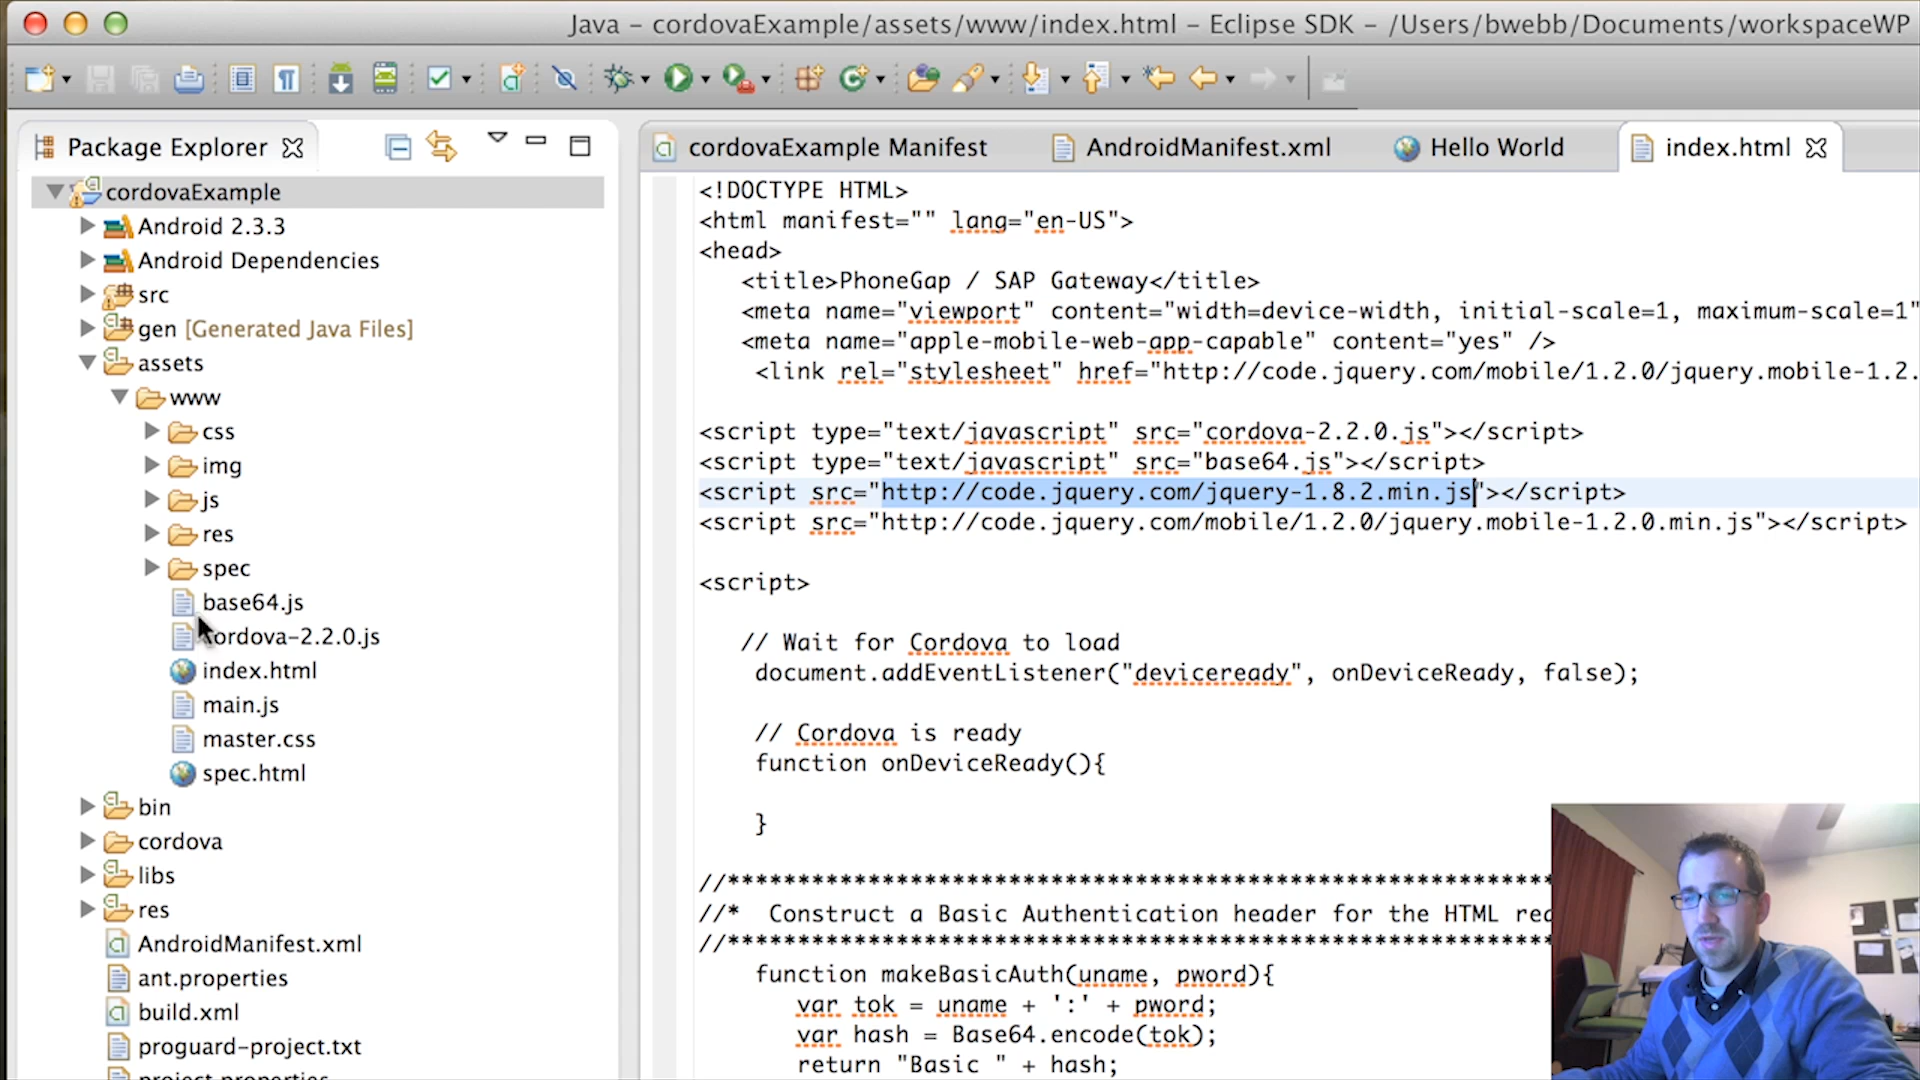 Java – cordovaExample/assets/www/index.html – Eclipse SDK – /Users/bwebb/Documents/workspaceWP
Package Explorer
cordovaExample
Android 2.3.3
Android Dependencies
src
gen [Generated Java Files]
assets
www
css
img
js
res
spec
base64.js
cordova-2.2.0.js
index.html
main.js
master.css
spec.html
bin
cordova
libs
res
AndroidManifest.xml
ant.properties
build.xml
proguard-project.txt
project.properties
cordovaExample Manifest
AndroidManifest.xml
Hello World
index.html
<!DOCTYPE HTML>
<html manifest="" lang="en-US">
<head>
<title>PhoneGap / SAP Gateway</title>
<meta name="viewport" content="width=device-width, initial-scale=1, maximum-scale=1"
<meta name="apple-mobile-web-app-capable" content="yes" />
<link rel="stylesheet" href="http://code.jquery.com/mobile/1.2.0/jquery.mobile-1.2.
<script type="text/javascript" src="cordova-2.2.0.js"></script>
<script type="text/javascript" src="base64.js"></script>
<script src="http://code.jquery.com/jquery-1.8.2.min.js"></script>
<script src="http://code.jquery.com/mobile/1.2.0/jquery.mobile-1.2.0.min.js"></script>
<script>
// Wait for Cordova to load
document.addEventListener("deviceready", onDeviceReady, false);
// Cordova is ready
function onDeviceReady(){
}
//***********************************************************
//* Construct a Basic Authentication header for the HTML req
//***********************************************************
function makeBasicAuth(uname, pword){
var tok = uname + ':' + pword;
var hash = Base64.encode(tok);
return "Basic " + hash;